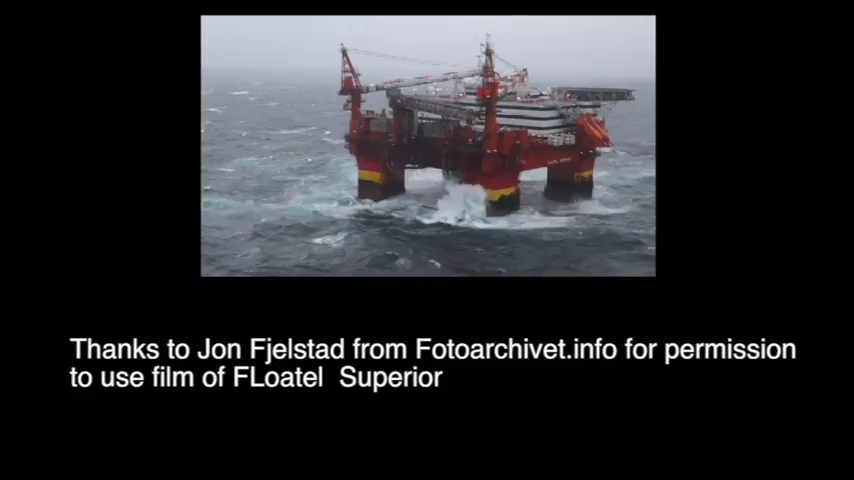 Thanks to Jon Fjelstad from Fotoarchivet.info for permission
to use film of FLoatel  Superior